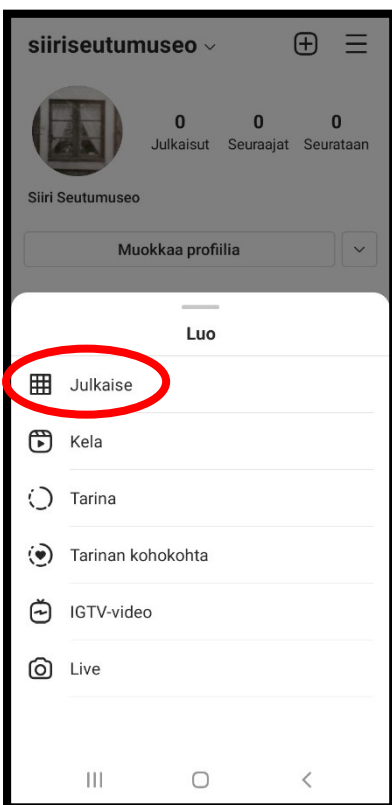 siiriseutumuseo
0 0 0
Julkaisut Seuraajat Seurataan
Siiri Seutumuseo
Muokkaa profiilia
Luo
Julkaise
Kela
Tarina
Tarinan kohokohta
IGTV-video
Live